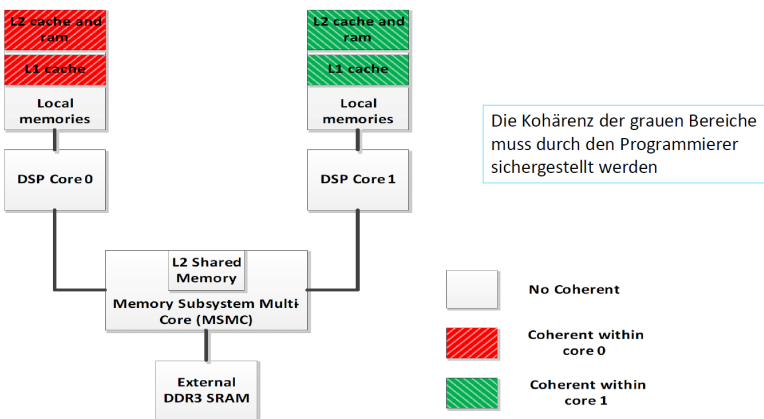 L2 cache and
ram
L1 cache
Local
memories
DSP Core 0
L2 cache and
ram
L1 cache
Local
memories
DSP Core 1
Die Kohärenz der grauen Bereiche
muss durch den Programmierer
sichergestellt werden
L2 Shared
Memory
Memory Subsystem Multi-
Core (MSMC)
External
DDR3 SRAM
No Coherent
Coherent within
core 0
Coherent within
core 1